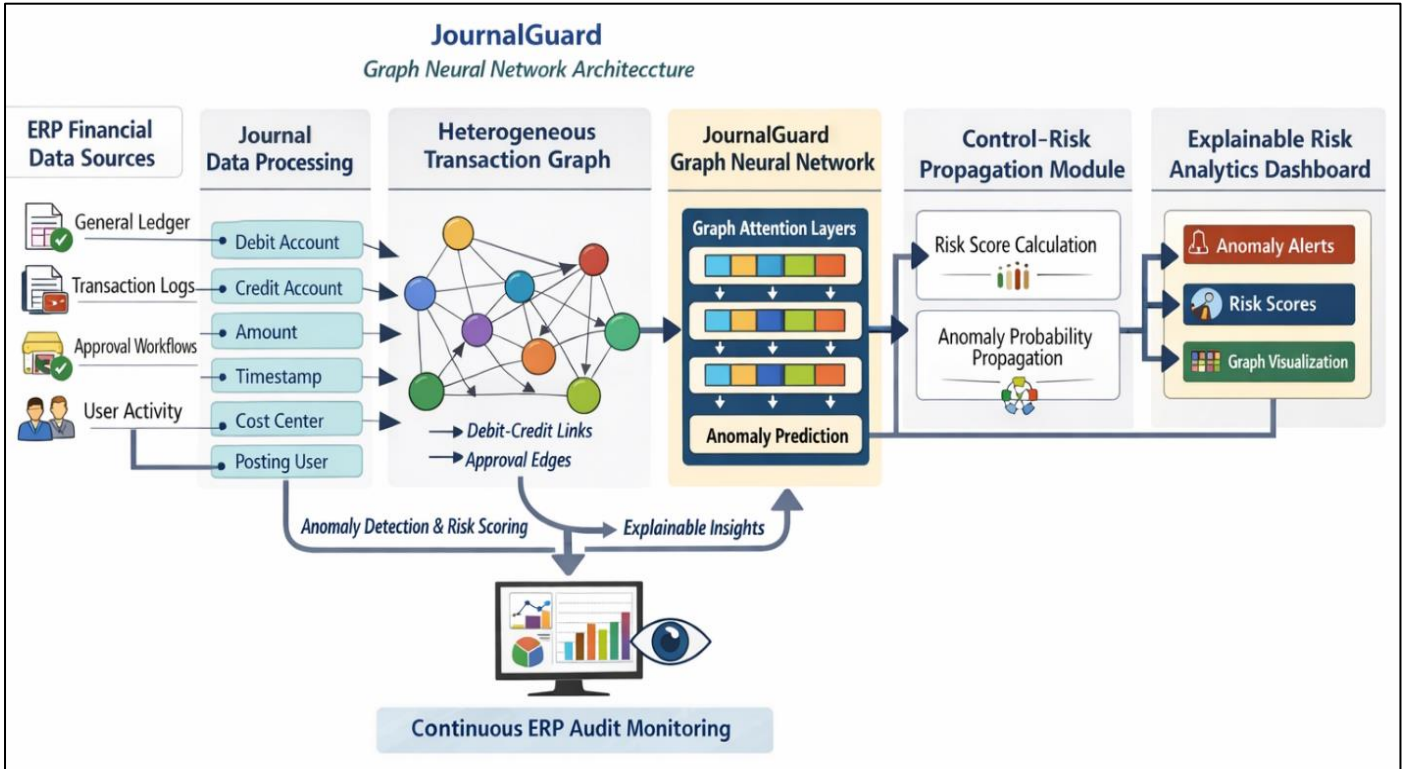 JournalGuard
Graph Neural Network Architeccture
ERP Financial
Data Sources
General Ledger
Transaction Logs
Approval Workflows
User Activity
Journal
Data Processing
Debit Account
Credit Account
Amount
Timestamp
Cost Center
Posting User
Heterogeneous
Transaction Graph
Debit-Credit Links
Approval Edges
JournalGuard
Graph Neural Network
Graph Attention Layers
Anomaly Prediction
Control-Risk
Propagation Module
Risk Score Calculation
Anomaly Probability
Propagation
Explainable Risk
Analytics Dashboard
Anomaly Alerts
Risk Scores
Graph Visualization
Anomaly Detection & Risk Scoring
Explainable Insights
Continuous ERP Audit Monitoring